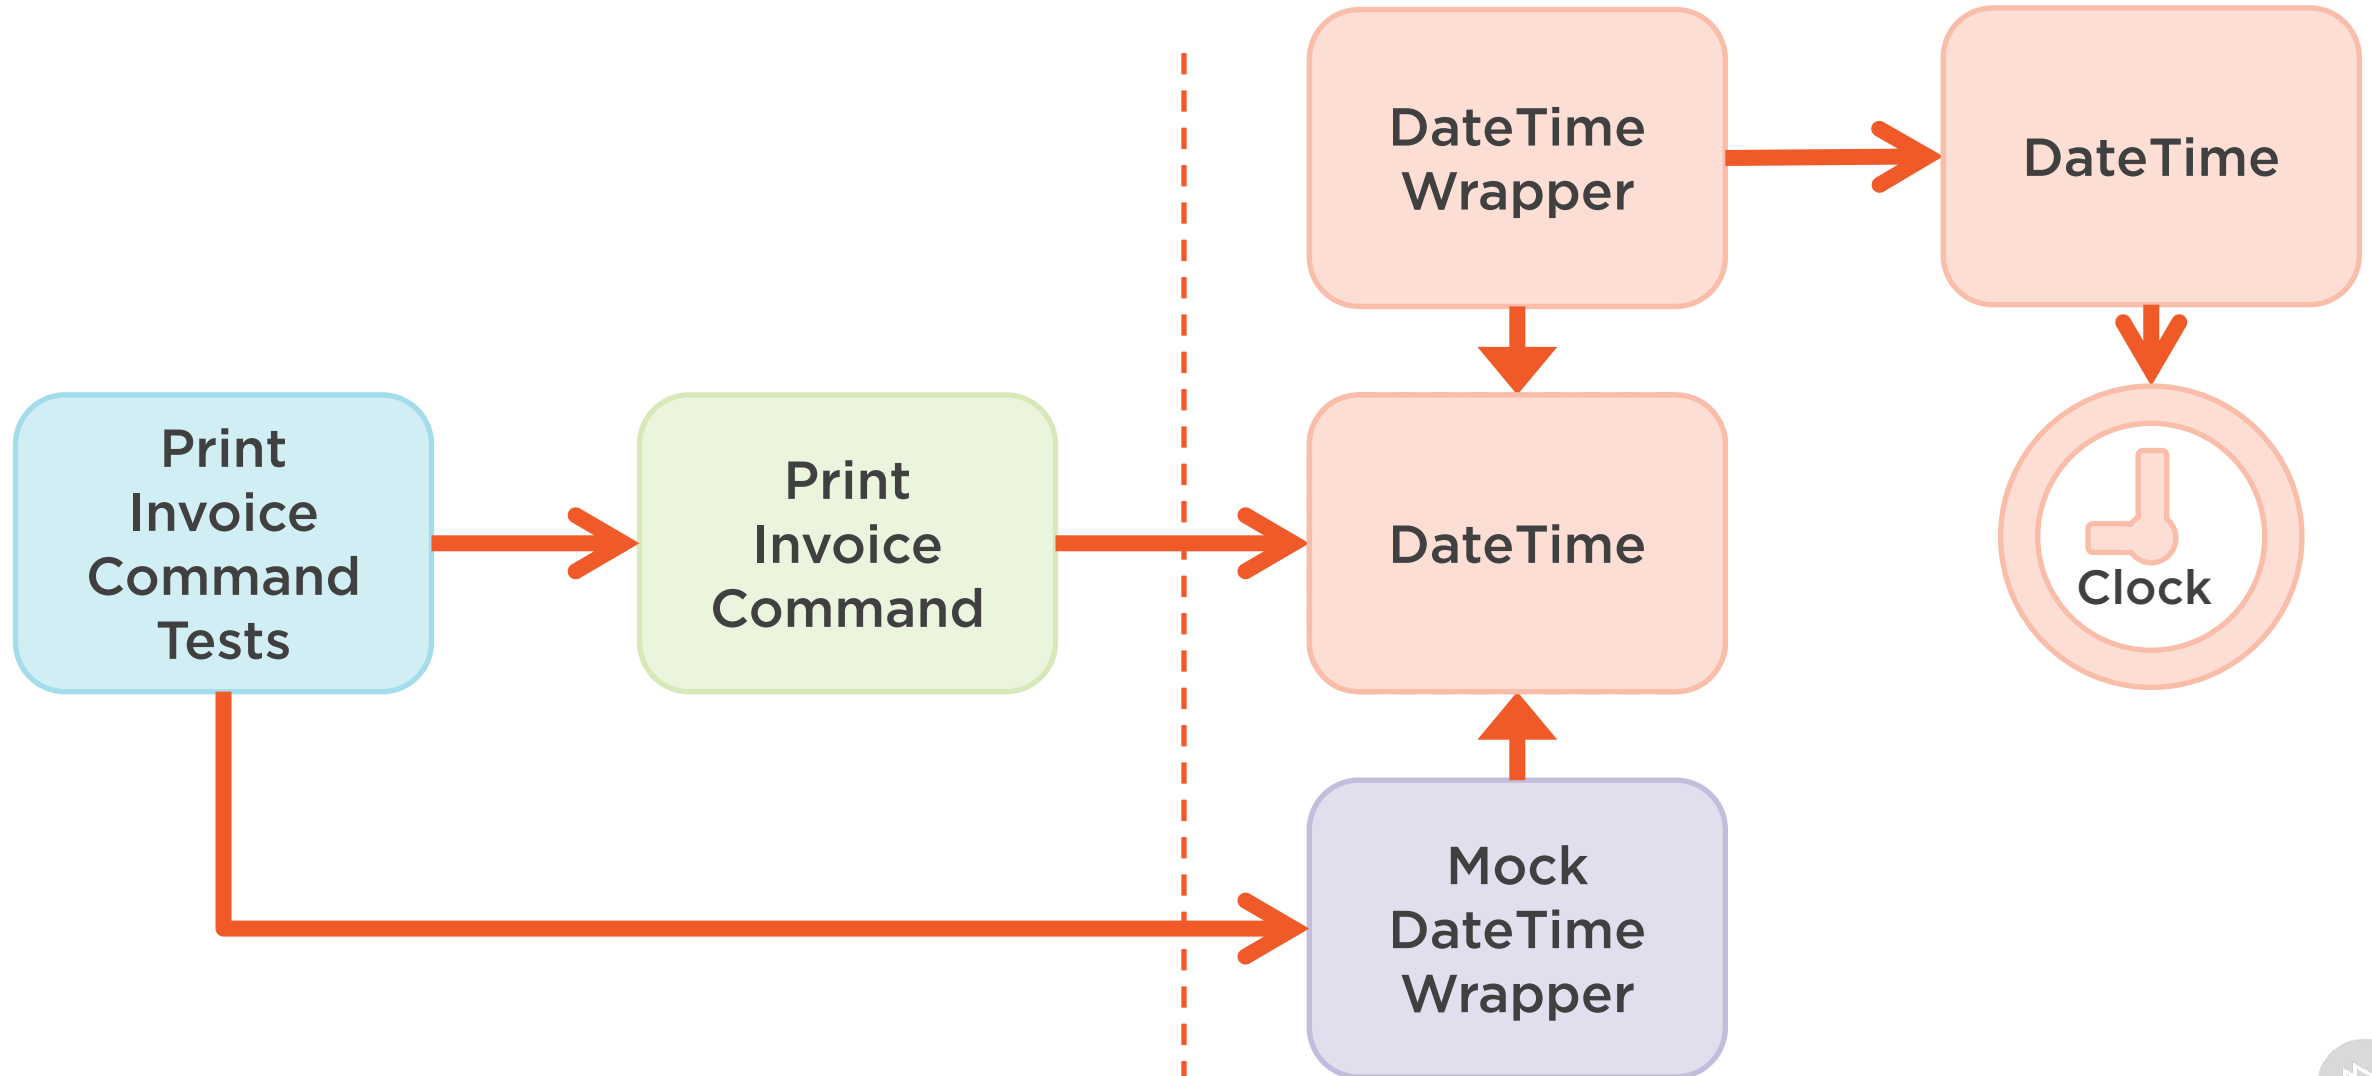 DateTime
Wrapper
DateTime
Print
Invoice
Command
Tests
Print
Invoice
Command
DateTime
Clock
Mock
DateTime
Wrapper